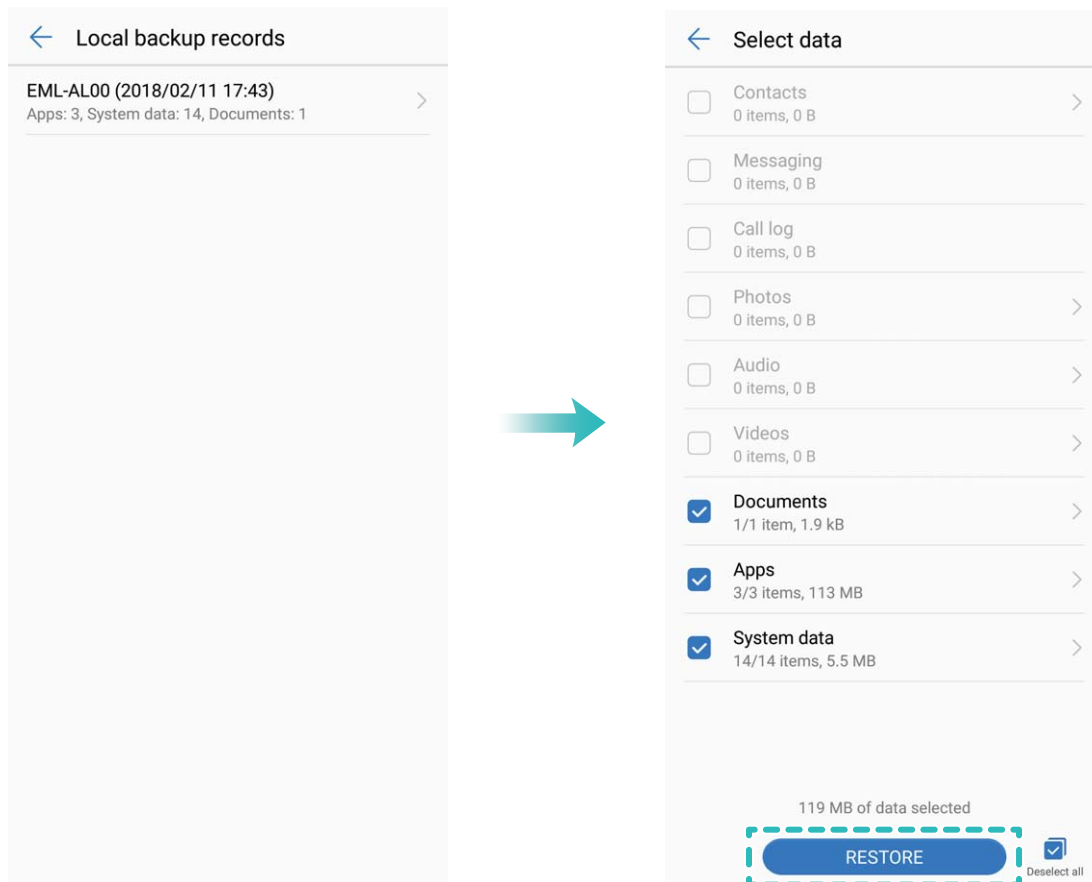 Local backup records
EML-AL00 (2018/02/11 17:43)
Apps: 3, System data: 14, Documents: 1
Select data
Contacts
0 items, 0 B
Messaging
0 items, 0 B
Call log
0 items, 0 B
Photos
0 items, 0 B
Audio
0 items, 0 B
Videos
0 items, 0 B
Documents
1/1 item, 1.9 kB
Apps
3/3 items, 113 MB
System data
14/14 items, 5.5 MB
119 MB of data selected
RESTORE
Deselect all